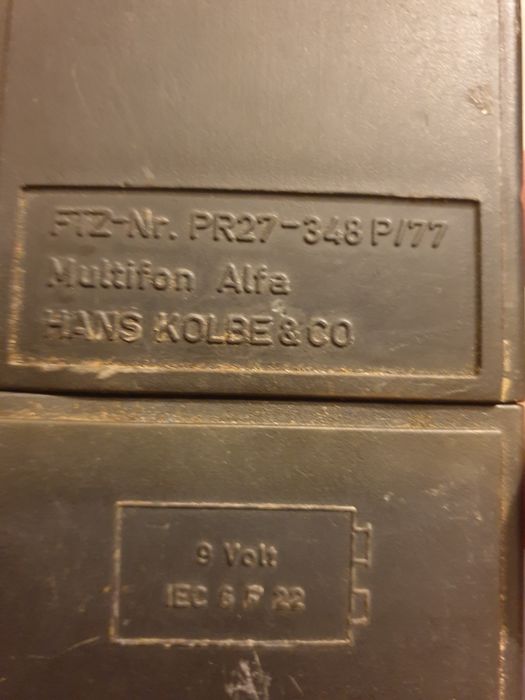 FTZ-Nr. PR27-348 P/77
Multifon Alfa
HANS KOLBE & CO
9 Volt
IEC 6 F 22